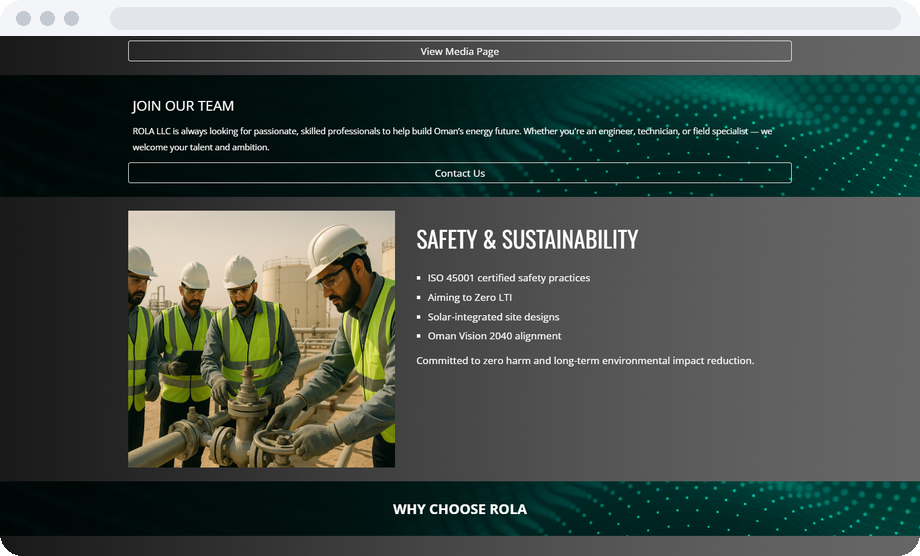 View Media Page
JOIN OUR TEAM
ROLA LLC is always looking for passionate, skilled professionals to help build Oman's energy future. Whether you're an engineer, technician, or field specialist — we
welcome your talent and ambition.
Contact Us
SAFETY & SUSTAINABILITY
▪ ISO 45001 certified safety practices
▪ Aiming to Zero LTI
▪ Solar-integrated site designs
▪ Oman Vision 2040 alignment
Committed to zero harm and long-term environmental impact reduction.
WHY CHOOSE ROLA